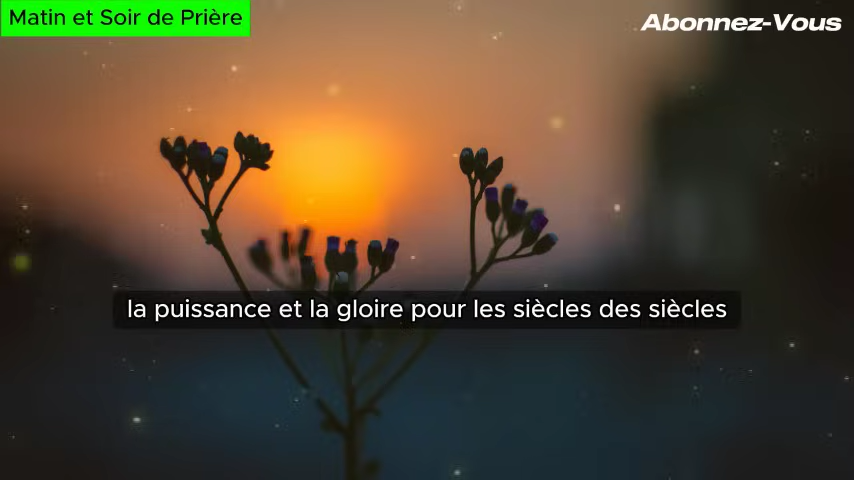 Matin et Soir de Prière
Abonnez-Vous
la puissance et la gloire pour les siècles des siècles